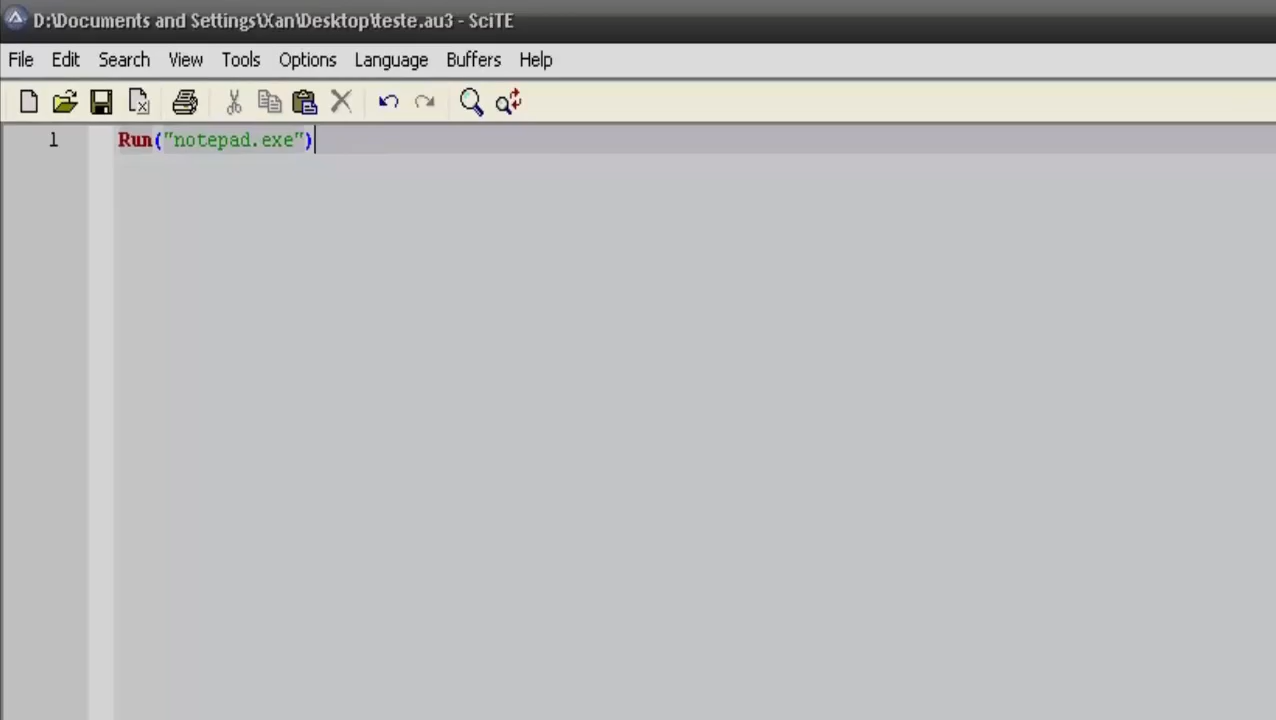 D:\Documents and Settings\Xan\Desktop\teste.au3 - SciTE
File Edit Search View Tools Options Language Buffers Help
1 Run("notepad.exe")